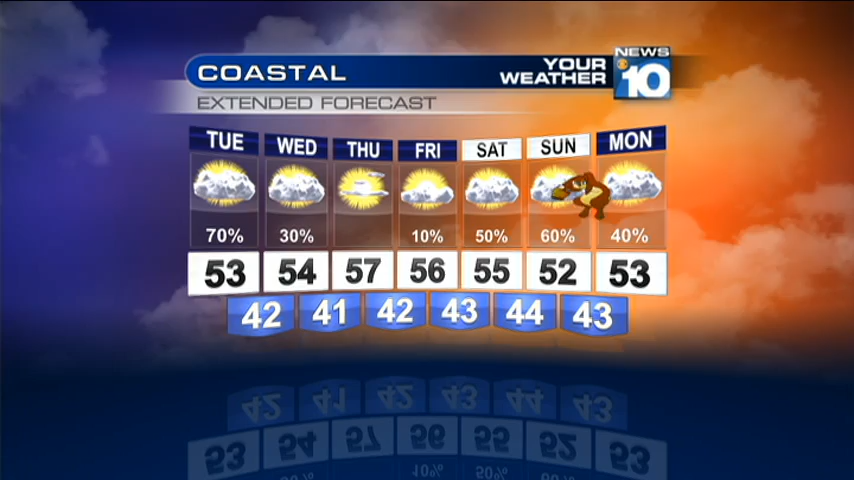 COASTAL
YOUR WEATHER
NEWS 10
EXTENDED FORECAST
TUE WED THU FRI SAT SUN MON
70% 30% 10% 50% 60% 40%
53 54 57 56 55 52 53
42 41 42 43 44 43